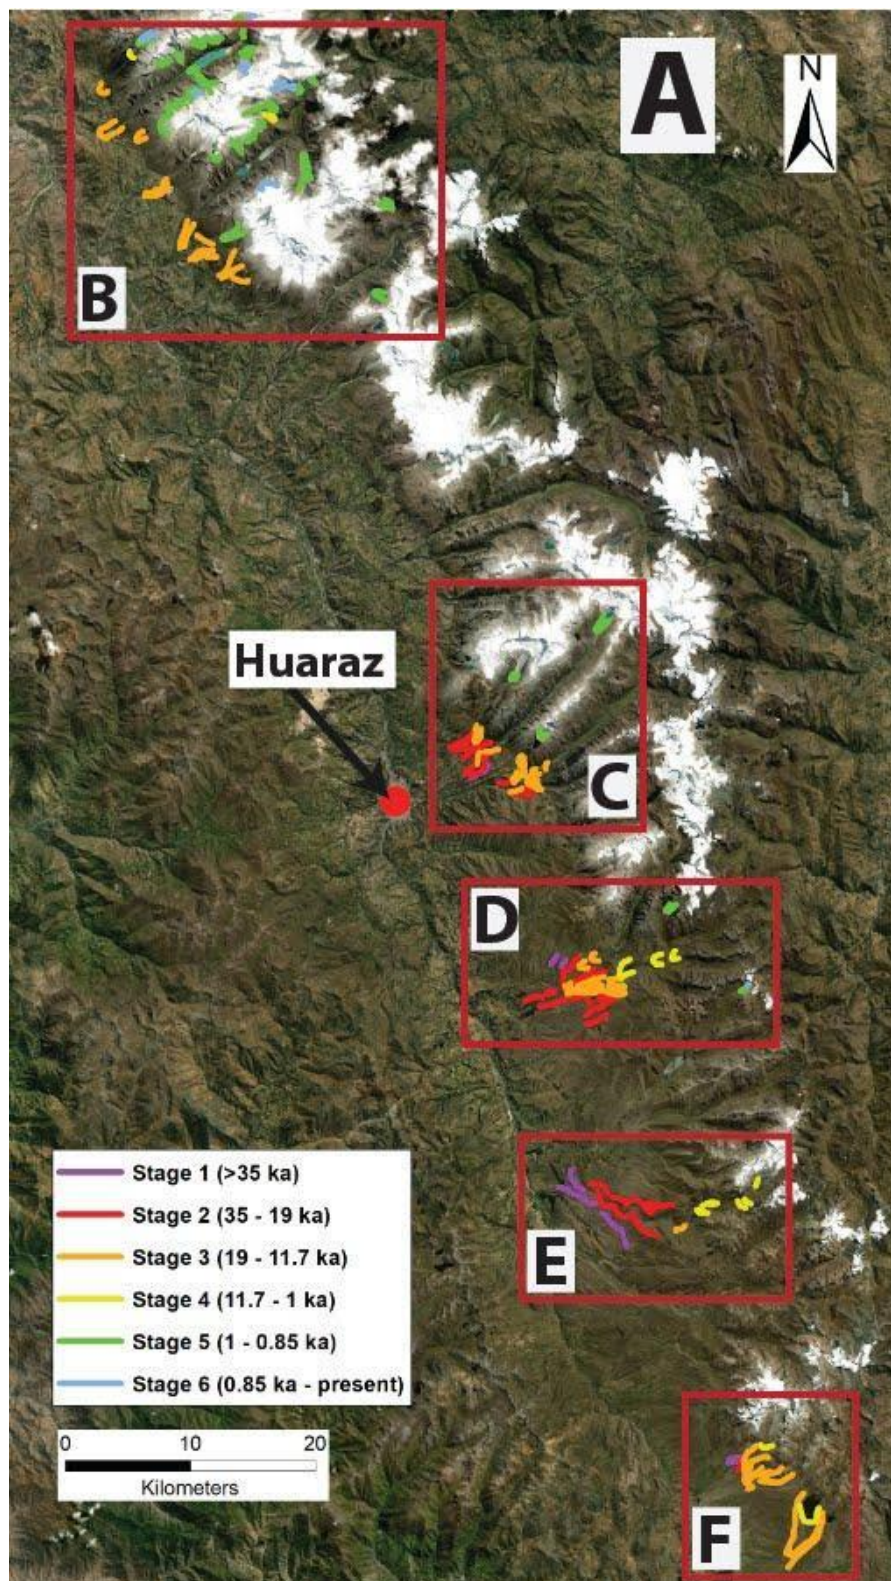 A
N
B
Huaraz
C
D
E
Stage 1 (>35 ka)
Stage 2 (35 - 19 ka)
Stage 3 (19 - 11.7 ka)
Stage 4 (11.7 - 1 ka)
Stage 5 (1 - 0.85 ka)
Stage 6 (0.85 ka - present)
0 10 20
Kilometers
F